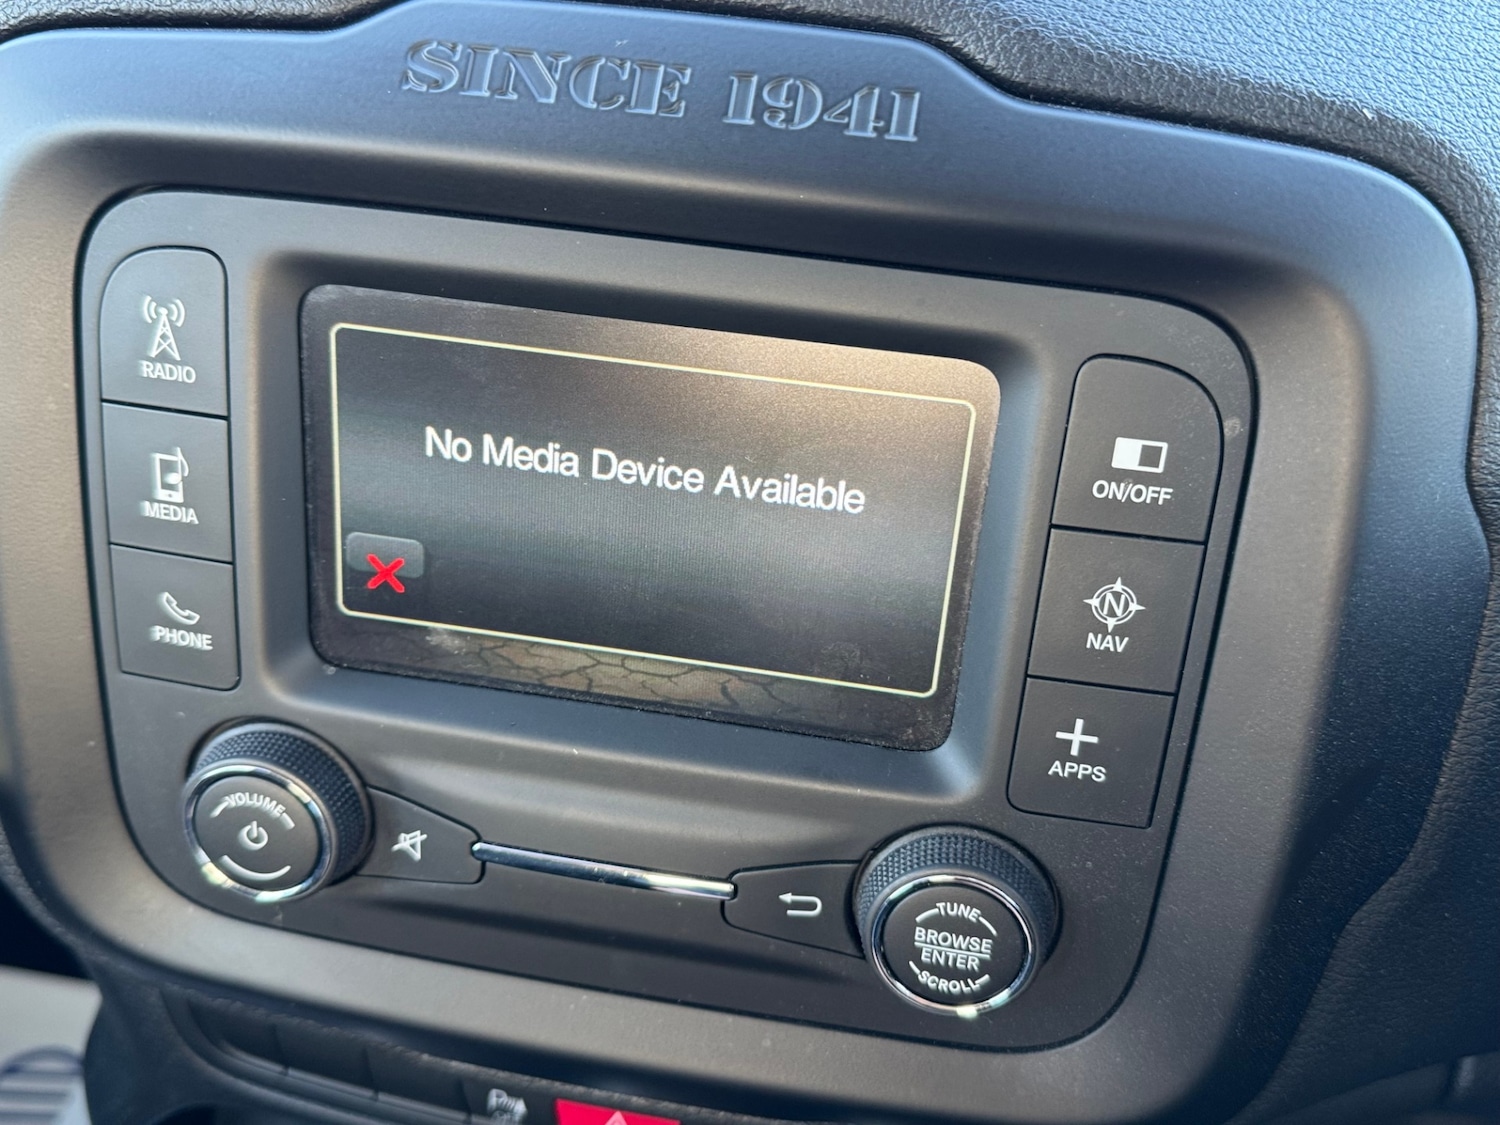 SINCE 1941
RADIO
MEDIA
PHONE
No Media Device Available
ON/OFF
N
NAV
APPS
VOLUME
TUNE
BROWSE
ENTER
SCROLL